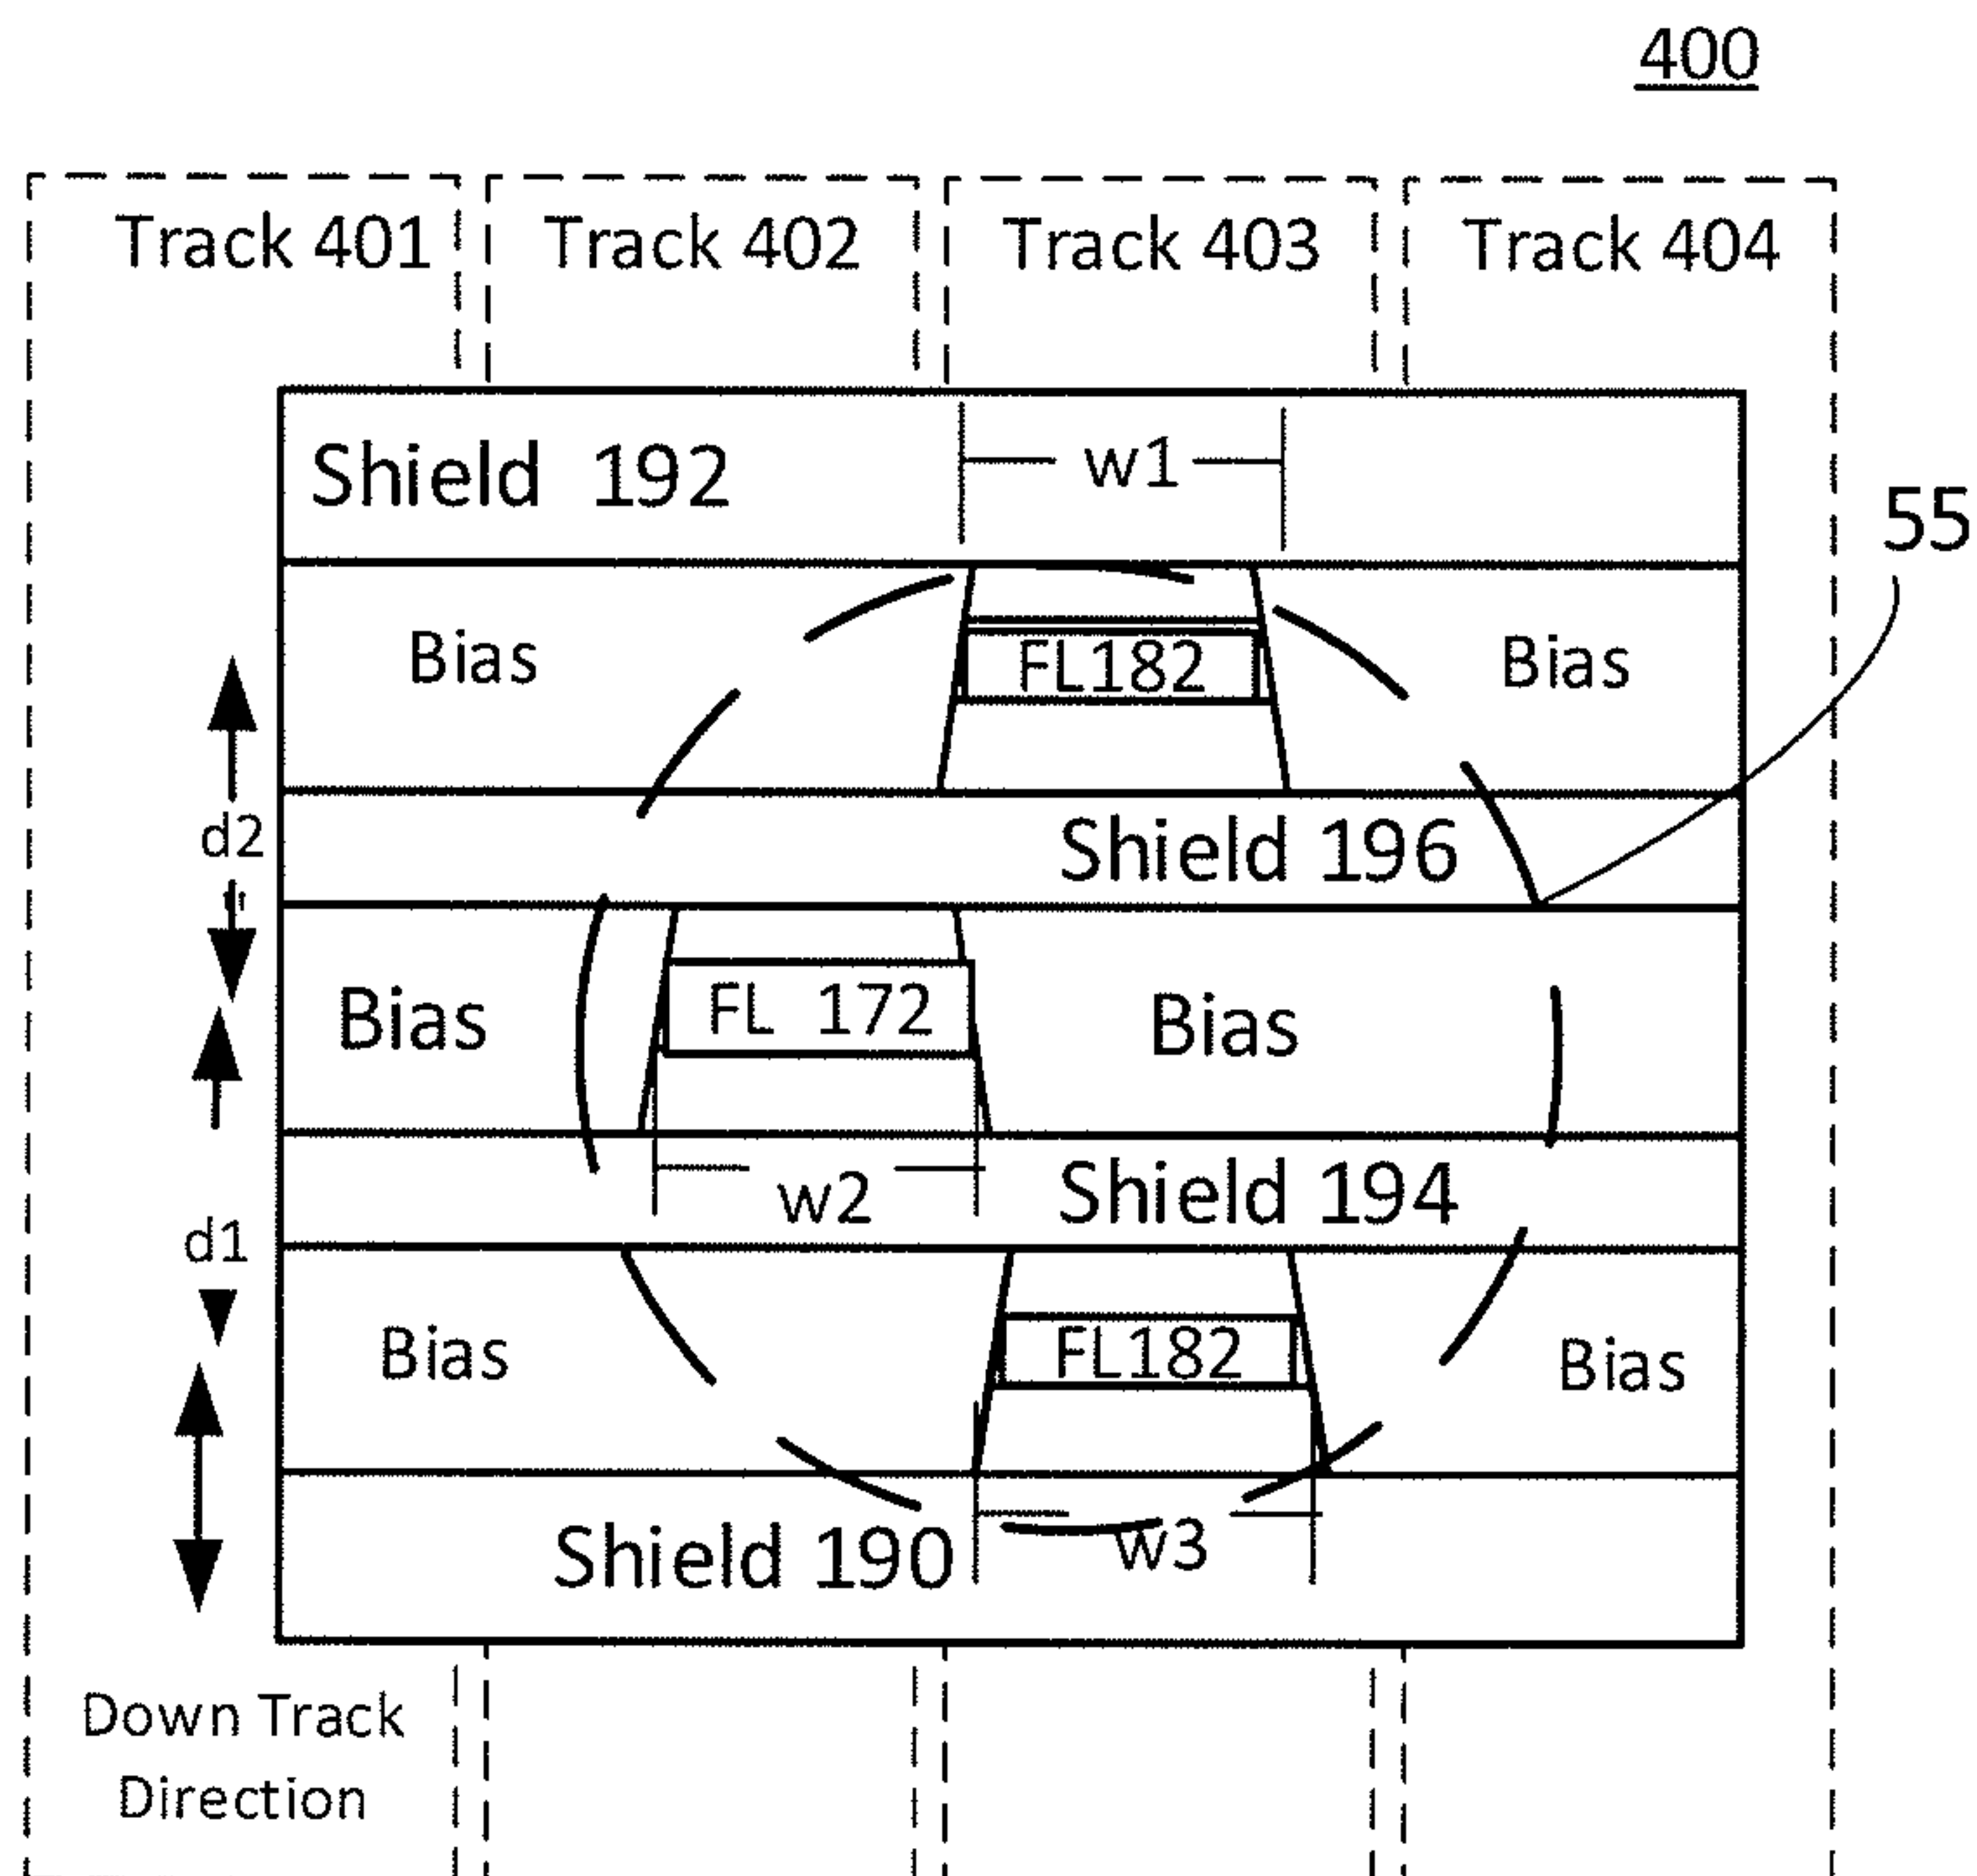 400
Track 401 Track 402 Track 403 Track 404
Shield 192
w1
55
Bias
FL182
Bias
d2
Shield 196
Bias
FL 172
Bias
w2
Shield 194
d1
Bias
FL182
Bias
Shield 190
w3
Down Track
Direction